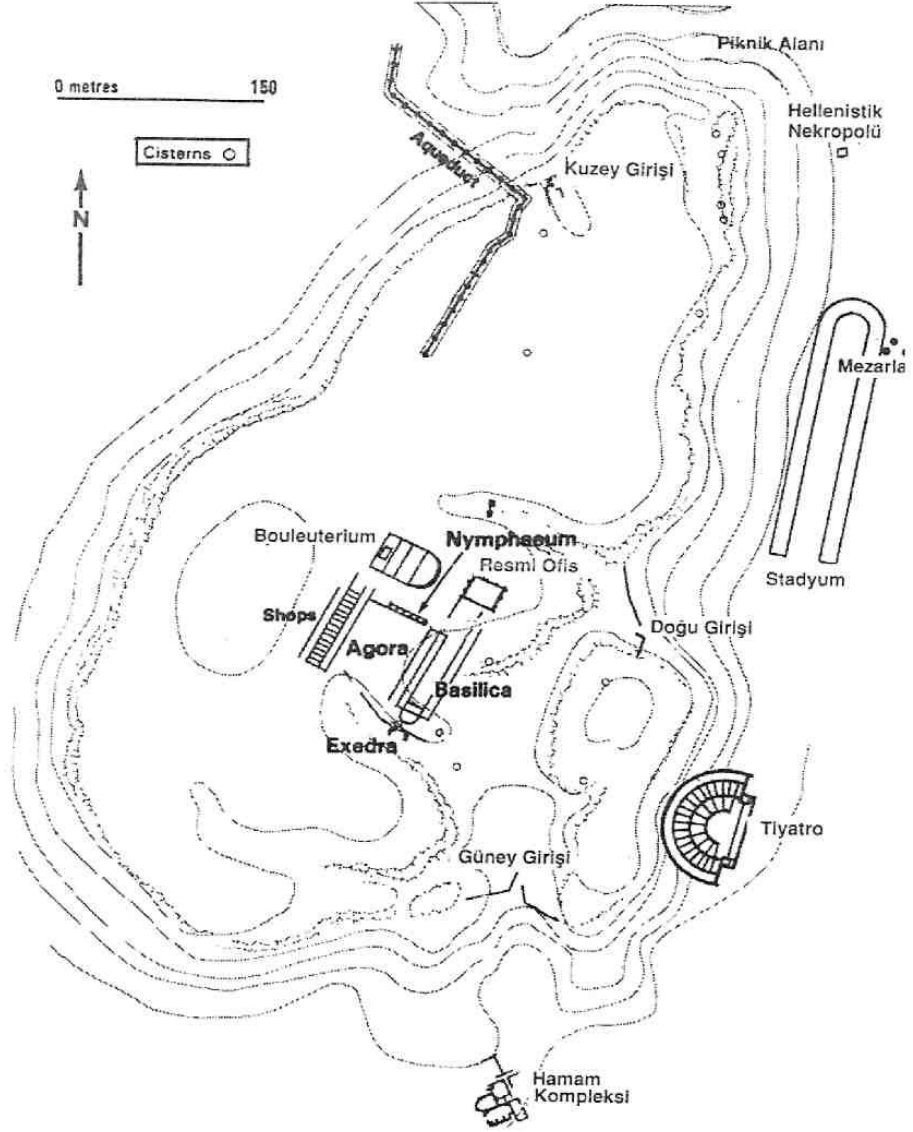 Piknik Alanı
0 metres 150
Hellenistik
Nekropolü
Cisterns
Aqueduct
Kuzey Girişi
N
Mezarla
Bouleuterium
Nymphaeum
Resmi Ofis
Stadyum
Shops
Doğu Girişi
Agora
Basilica
Exedra
Tiyatro
Güney Girişi
Hamam
Kompleksi